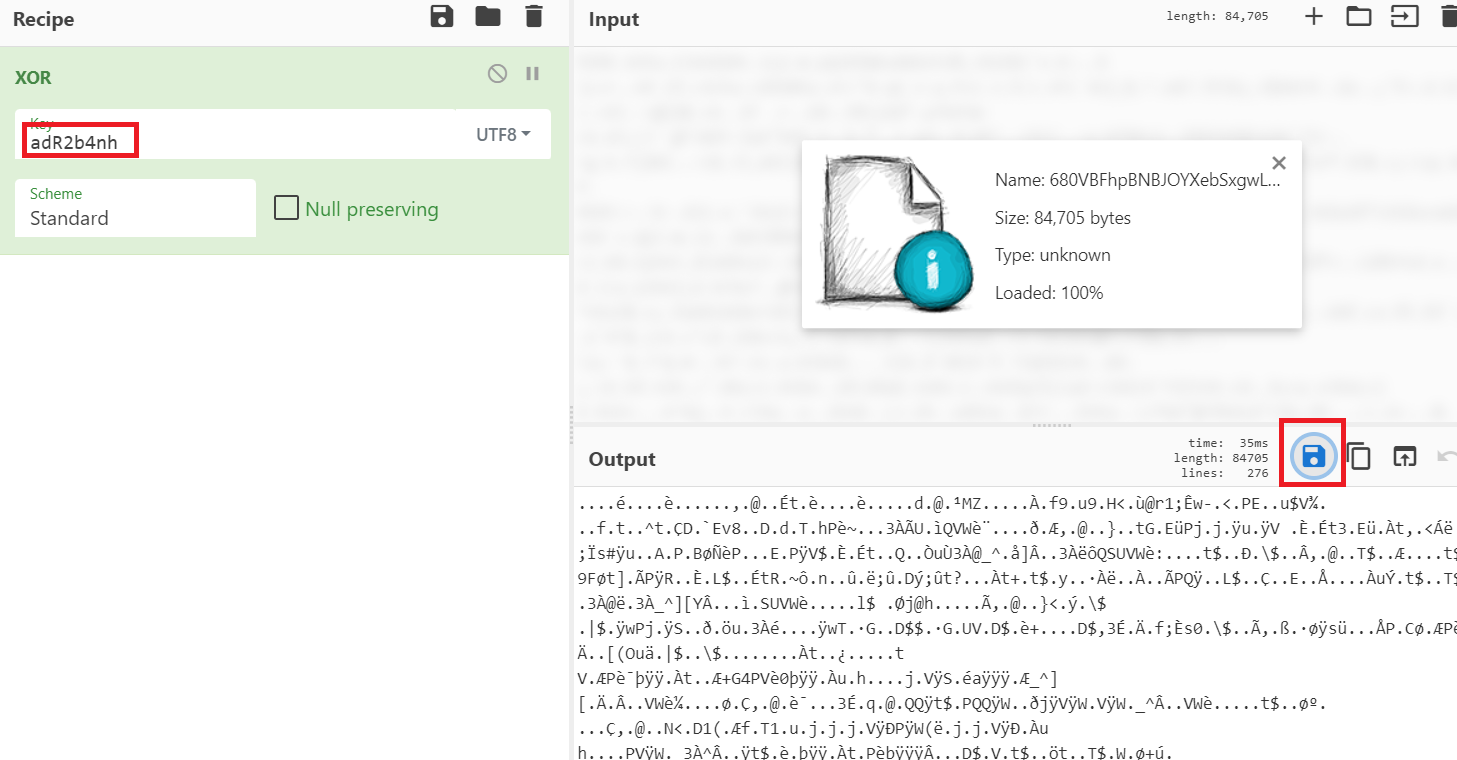 Recipe
XOR
Key
adR2b4nh
UTF8
Scheme
Standard
Null preserving
Input
length: 84,705
Name: 680VBFhpBNBJOYXebSxgwL...
Size: 84,705 bytes
Type: unknown
Loaded: 100%
Output
time: 35ms
length: 84705
lines: 276
....é....è......,.@..Ét.è....è.....d.@.¹MZ.....À.f9.u9.H<.ù@r1;Êw-.<.PE..u$V¾.
..f.t..^t.ÇD.`Ev8..D.d.T.hPè~...3ÀÃU.ìQVWè¨....ð.Æ,.@..}..tG.EüPj.j.ÿu.ÿV .È.Ét3.Eü.Àt,.<Áë
;Ïs#ÿu..A.P.BøÑèP...E.PÿV$.È.Ét..Q..ÒuÙ3À@_^.å]Â..3ÀëôQSUVWè:....t$..Ð.\$..Â,.@..T$..Æ....t$
9Føt].ÃPÿR..È.L$..ÉtR.~ô.n..û.ë;û.Dý;ût?...Àt+.t$.y..·Àë..À..ÃPQÿ..L$..Ç..E..Å....ÀuÝ.t$..T$
.3À@ë.3À_^][YÂ...ì.SUVWè.....l$ .Øj@h.....Ã,.@..}<.ý.\$
.|$.ÿwPj.ÿS..ð.öu.3Àé....ÿwT.·G..D$$.·G.UV.D$.è+....D$,3É.Ä.f;Ès0.\$..Ã,.ß.·øÿsü...ÅP.Cø.ÆPè
Ä..[(Ouä.|$..\$........Àt..¿.....t
V.ÆPè¯þÿÿ.Àt..Æ+G4PVè0þÿÿ.Àu.h....j.VÿS.éaÿÿÿ.Æ_^]
[.Ä.Â..VWè¼....ø.Ç,.@.è¯...3É.q.@.QQÿt$.PQQÿW..ðjÿVÿW.VÿW._^Â..VWè.....t$..øº.
...Ç,.@..N<.D1(.Æf.T1.u.j.j.j.VÿÐPÿW(ë.j.j.VÿÐ.Àu
h....PVÿW. 3À^Â..ÿt$.è.þÿÿ.Àt.PèbÿÿÿÂ...D$.V.t$..öt..T$.W.ø+ú.